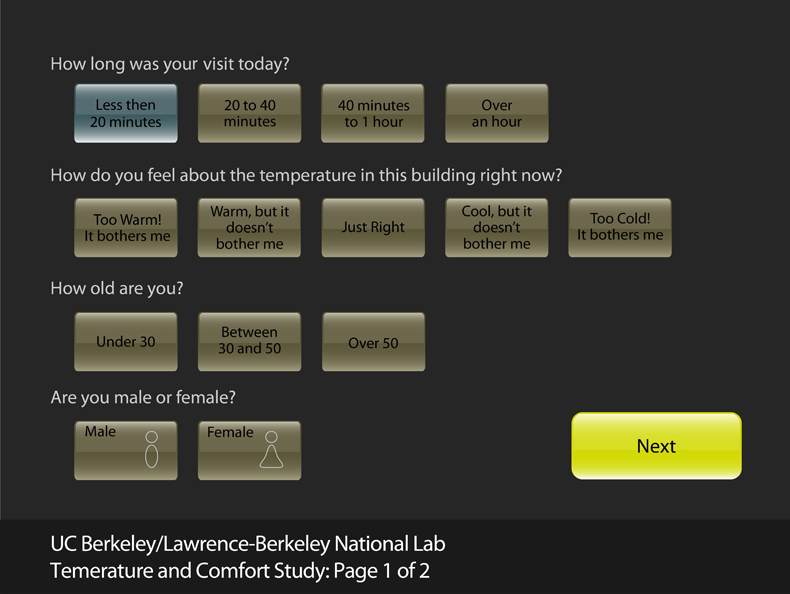 How long was your visit today?
Less then
20 minutes
20 to 40
minutes
40 minutes
to 1 hour
Over
an hour
How do you feel about the temperature in this building right now?
Too Warm!
It bothers me
Warm, but it
doesn't
bother me
Just Right
Cool, but it
doesn't
bother me
Too Cold!
It bothers me
How old are you?
Under 30
Between
30 and 50
Over 50
Are you male or female?
Male
Female
Next
UC Berkeley/Lawrence-Berkeley National Lab
Temerature and Comfort Study: Page 1 of 2